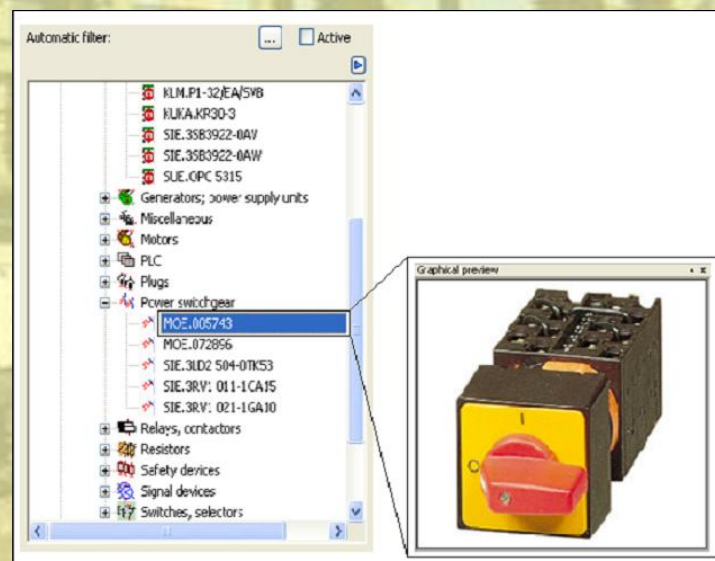 Automatic filter:
...
Active
KLM.P1-32/EA/SVB
KUKA.KR30-3
SIE.3SB3922-0AV
SIE.3SB3922-0AW
SUE.OPC 5315
Generators; power supply units
Miscellaneous
Motors
PLC
Plugs
Power switchgear
MOE.005743
MOE.072896
SIE.3UD2 504-0TK53
SIE.3RV1 011-1CA15
SIE.3RV1 021-1GA10
Relays, contactors
Resistors
Safety devices
Signal devices
Switches, selectors
Graphical preview
I
O